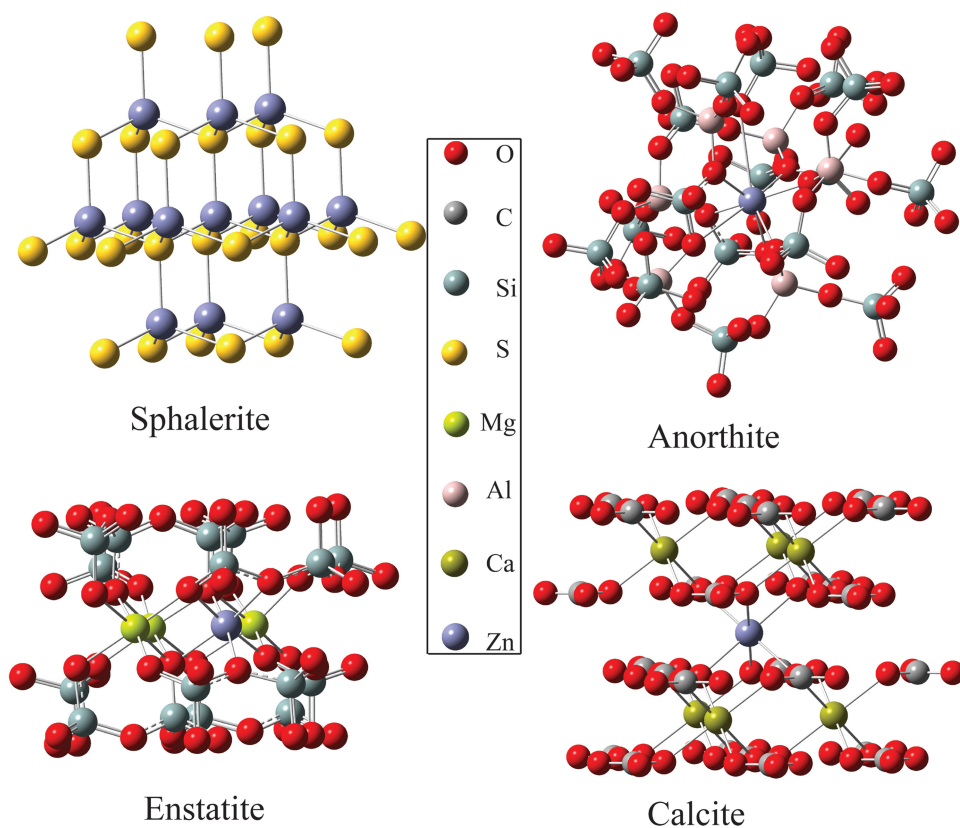 Sphalerite
O
C
Si
S
Mg
Al
Ca
Zn
Anorthite
Enstatite
Calcite